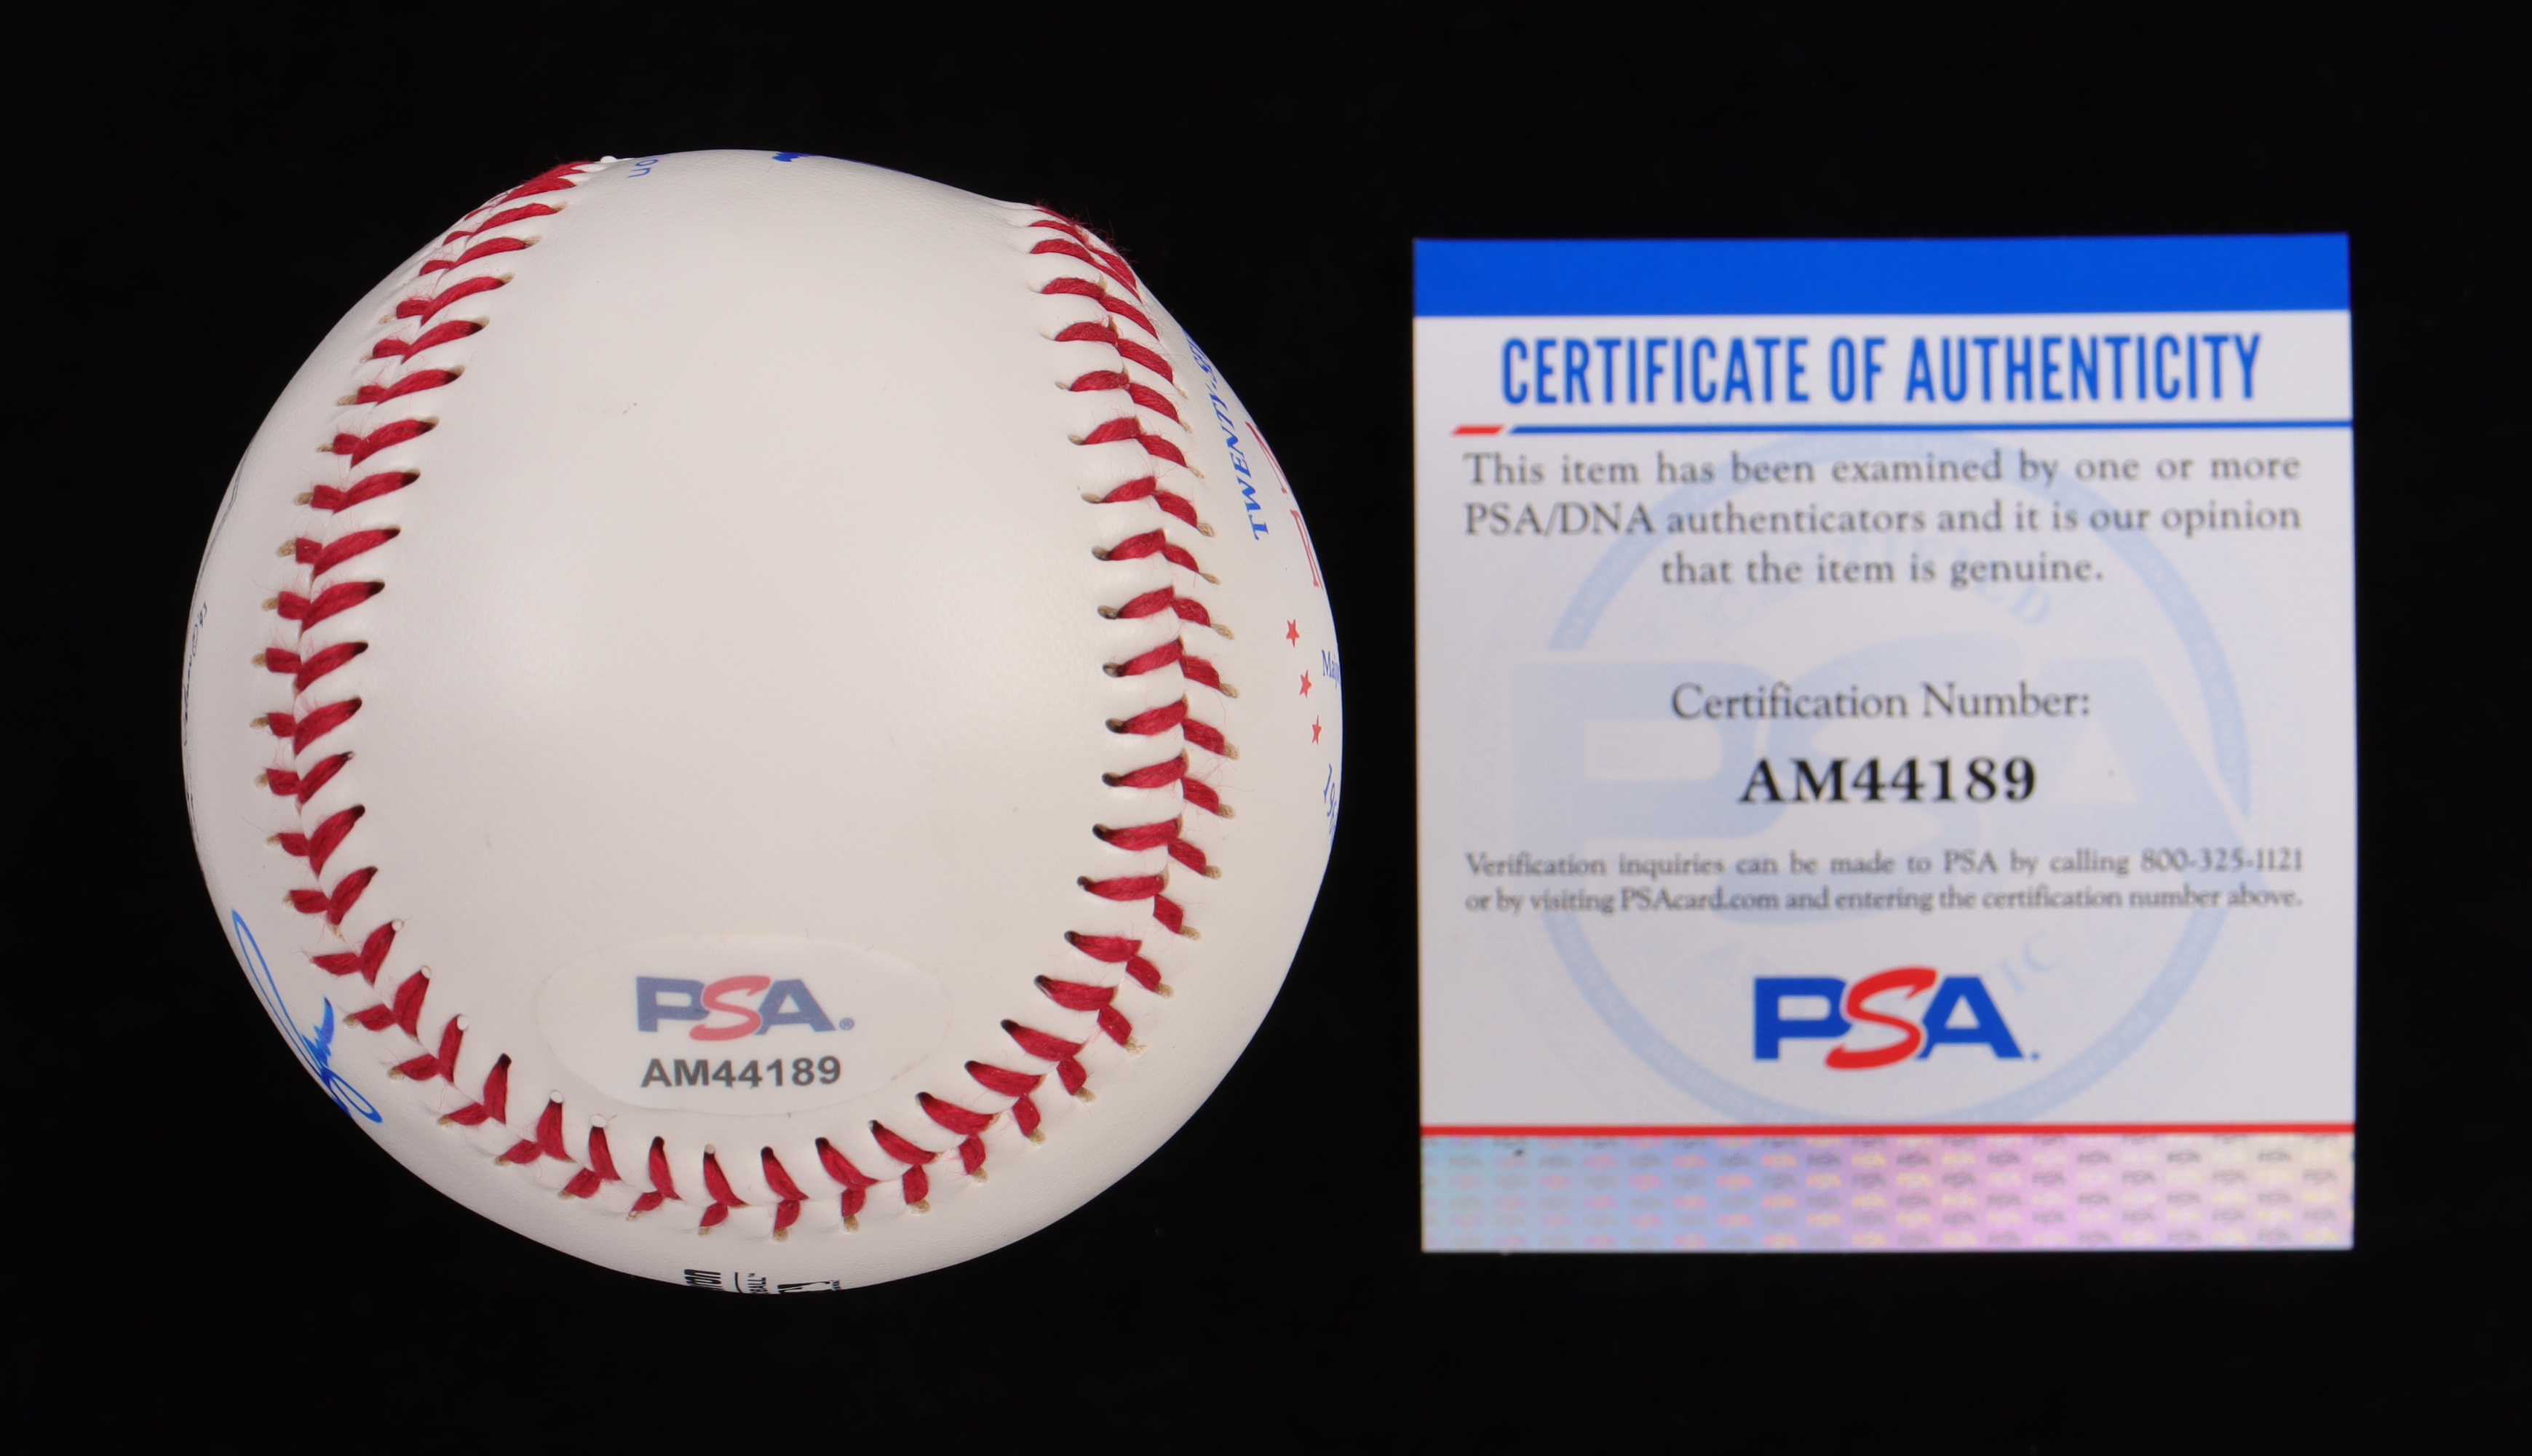 on
TWENTY-SI
PSA®
AM44189
CERTIFICATE OF AUTHENTICITY
This item has been examined by one or more
PSA/DNA authenticators and it is our opinion
that the item is genuine.
Certification Number:
AM44189
Verification inquiries can be made to PSA by calling 800-325-1121
or by visiting PSAcard.com and entering the certification number above.
PSA.